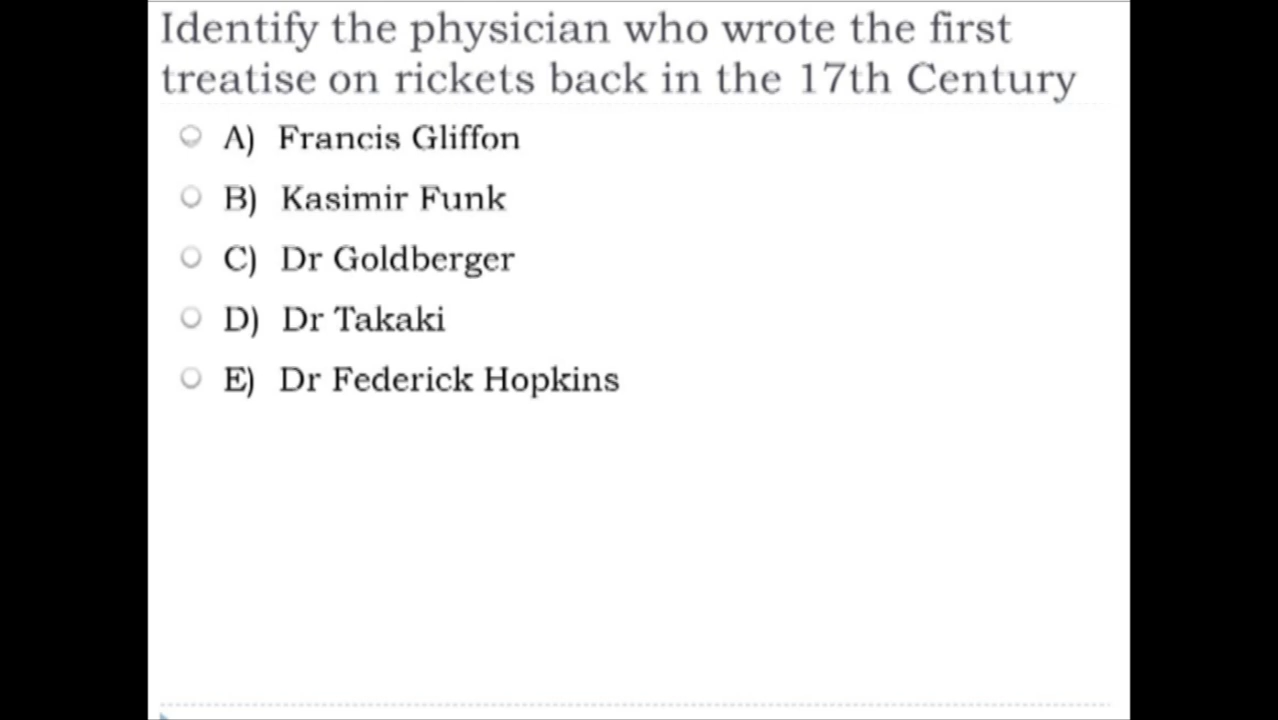 Identify the physician who wrote the first
treatise on rickets back in the 17th Century
A) Francis Gliffon
B) Kasimir Funk
C) Dr Goldberger
D) Dr Takaki
E) Dr Federick Hopkins